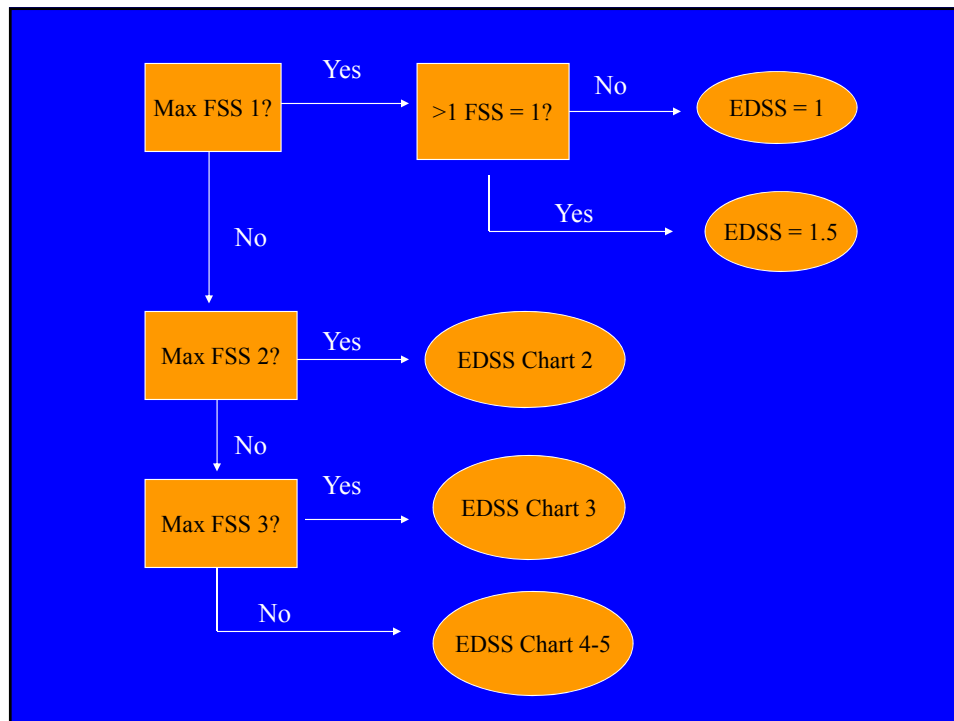 Yes
Max FSS 1?
>1 FSS = 1?
No
EDSS = 1
Yes
EDSS = 1.5
No
Max FSS 2?
Yes
EDSS Chart 2
No
Max FSS 3?
Yes
EDSS Chart 3
No
EDSS Chart 4-5